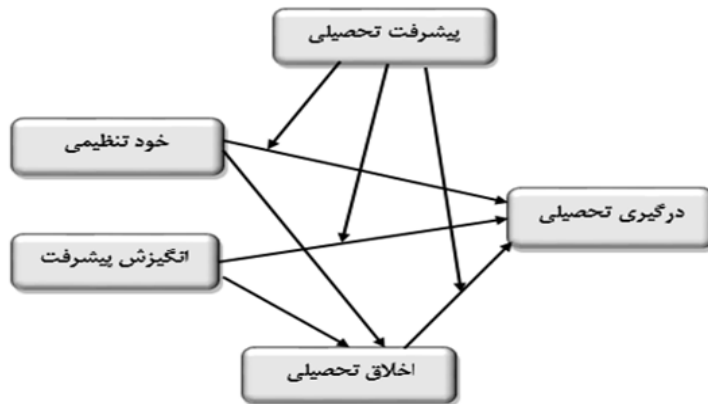 پیشرفت تحصیلی
خود تنظیمی
درگیری تحصیلی
انگیزش پیشرفت
اخلاق تحصیلی